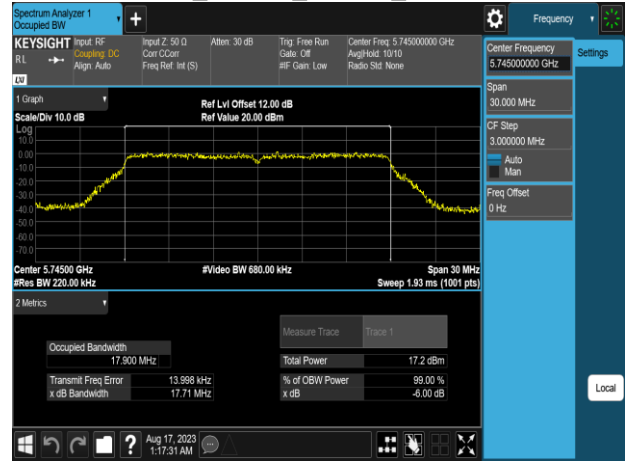 Spectrum Analyzer 1
Occupied BW
Frequency
KEYSIGHT
RL
LXI
Input: RF
Coupling: DC
Align: Auto
Input Z: 50 Ω
Corr CCorr
Freq Ref: Int (S)
Atten: 30 dB
Trig: Free Run
Gate: Off
#IF Gain: Low
Center Freq: 5.745000000 GHz
Avg|Hold: 10/10
Radio Std: None
Center Frequency
5.745000000 GHz
Settings
Span
30.000 MHz
CF Step
3.000000 MHz
Auto
Man
Freq Offset
0 Hz
Local
1 Graph
Scale/Div 10.0 dB
Ref Lvl Offset 12.00 dB
Ref Value 20.00 dBm
Log
10.0
0.00
-10.0
-20.0
-30.0
-40.0
-50.0
-60.0
-70.0
Center 5.74500 GHz
#Video BW 680.00 kHz
Span 30 MHz
#Res BW 220.00 kHz
Sweep 1.93 ms (1001 pts)
2 Metrics
Measure Trace
Trace 1
Occupied Bandwidth
17.900 MHz
Total Power
17.2 dBm
Transmit Freq Error
13.998 kHz
% of OBW Power
99.00 %
x dB Bandwidth
17.71 MHz
x dB
-6.00 dB
Aug 17, 2023
1:17:31 AM